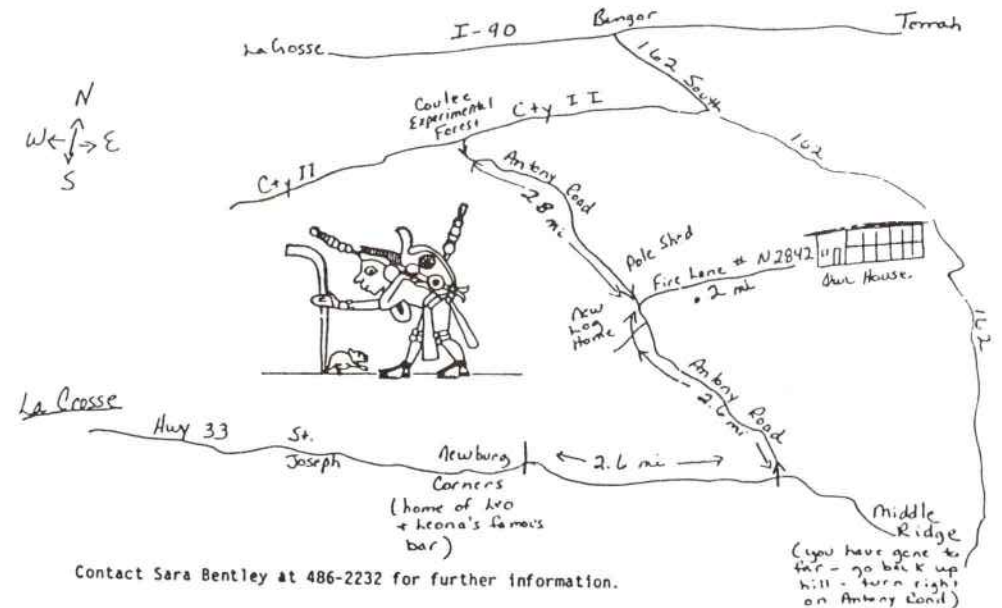 La Crosse
I-90
Bangor
Tomah
162 South
N
W E
S
Coulee
Experimental
Forest
Cty II
Cty II
162
Antony Road
2.8 mi
Pole Shed
Fire Lane # N2842
.2 mi
Our House.
New
Log
Home
162
Antony Road
2.6 mi
La Crosse
Hwy 33
St.
Joseph
Newburg
Corners
(home of Leo
+ Leona's famous
bar)
2.6 mi
Middle
Ridge
(you have gone to
far - go back up
hill - turn right
on Antony Road)
Contact Sara Bentley at 486-2232 for further information.